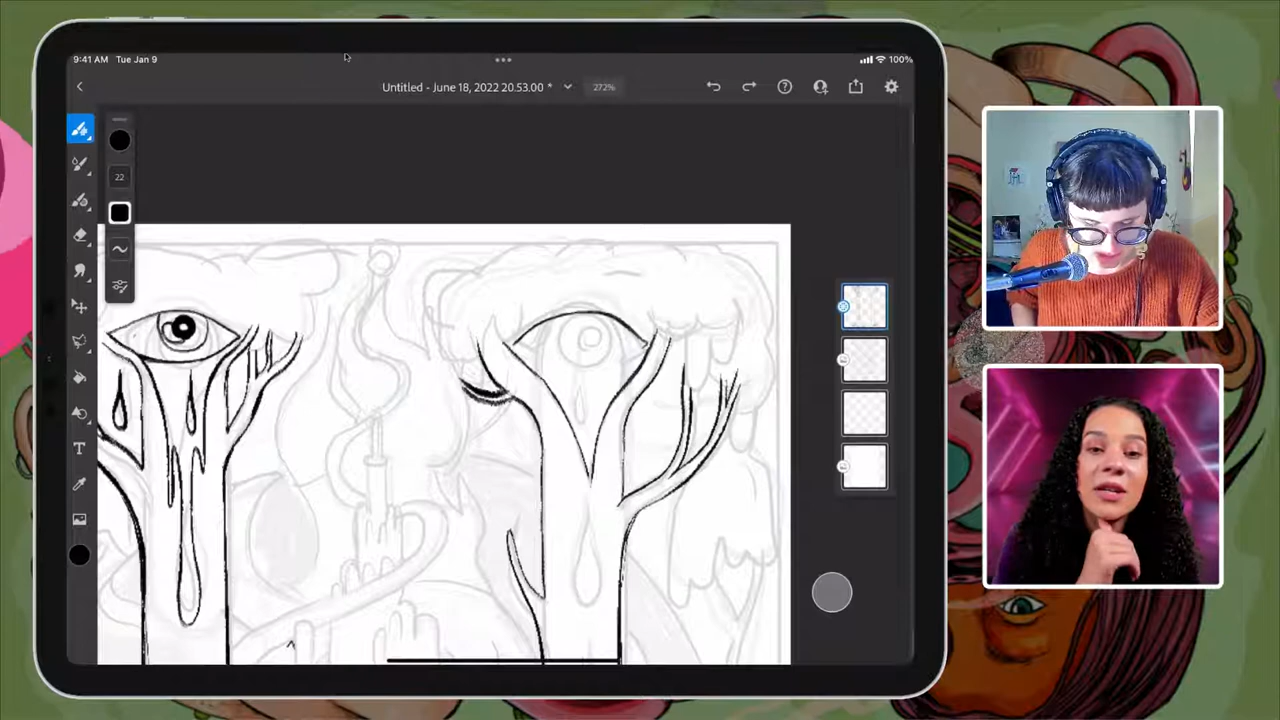 9:41 AM Tue Jan 9
100%
Untitled - June 18, 2022 20.53.00 *
272%
22
T